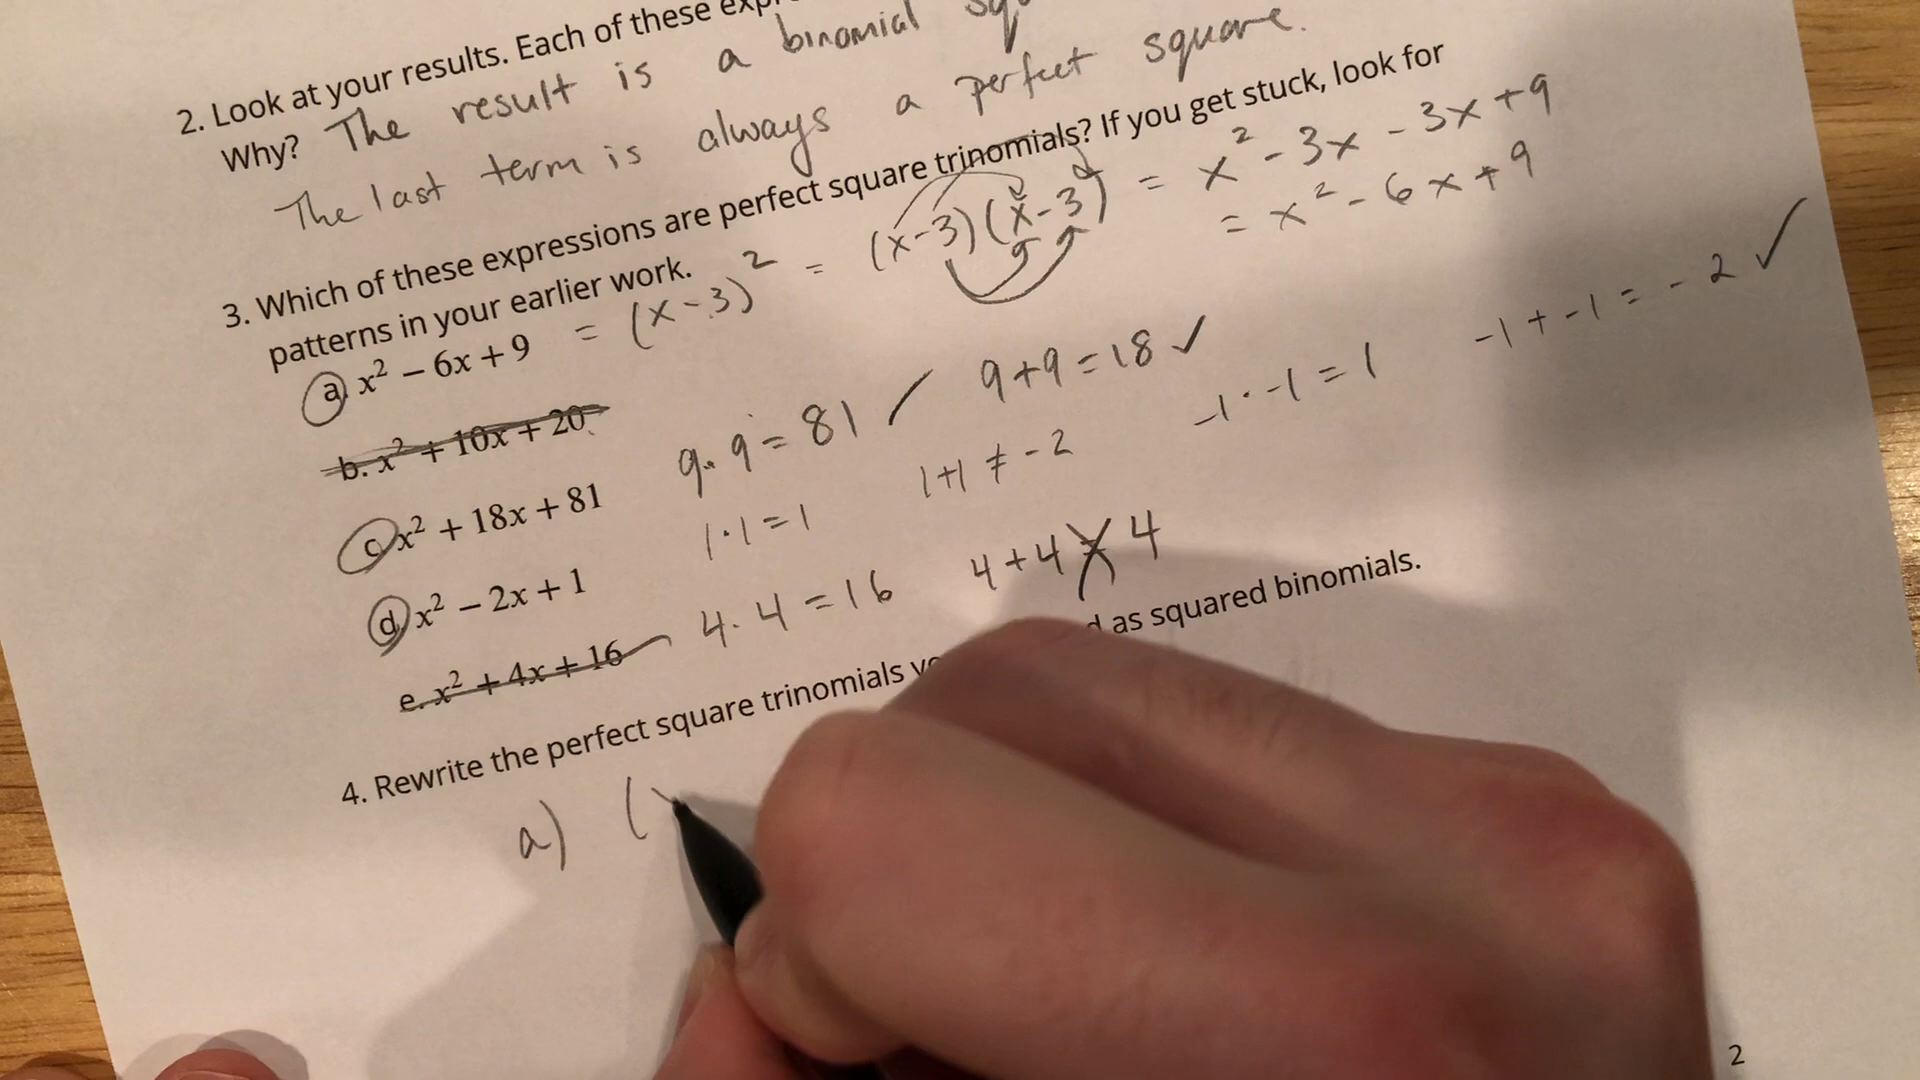 2. Look at your results. Each of these
Why? The result is a binomial
The last term is always a perfect square.
3. Which of these expressions are perfect square trinomials? If you get stuck, look for
patterns in your earlier work.
a. x² − 6x + 9 = (x-3)² = (x-3)(x-3) = x² - 3x - 3x + 9
= x² - 6x + 9
b. x² + 10x + 20
c. x² + 18x + 81 9·9 = 81 ✓ 9+9 = 18 ✓
d. x² − 2x + 1 1·1 = 1 1+1 ≠ -2 -1·-1 = 1 -1 + -1 = -2 ✓
e. x² + 4x + 16 4·4 = 16 4+4 4
4. Rewrite the perfect square trinomials as squared binomials.
a) (
2